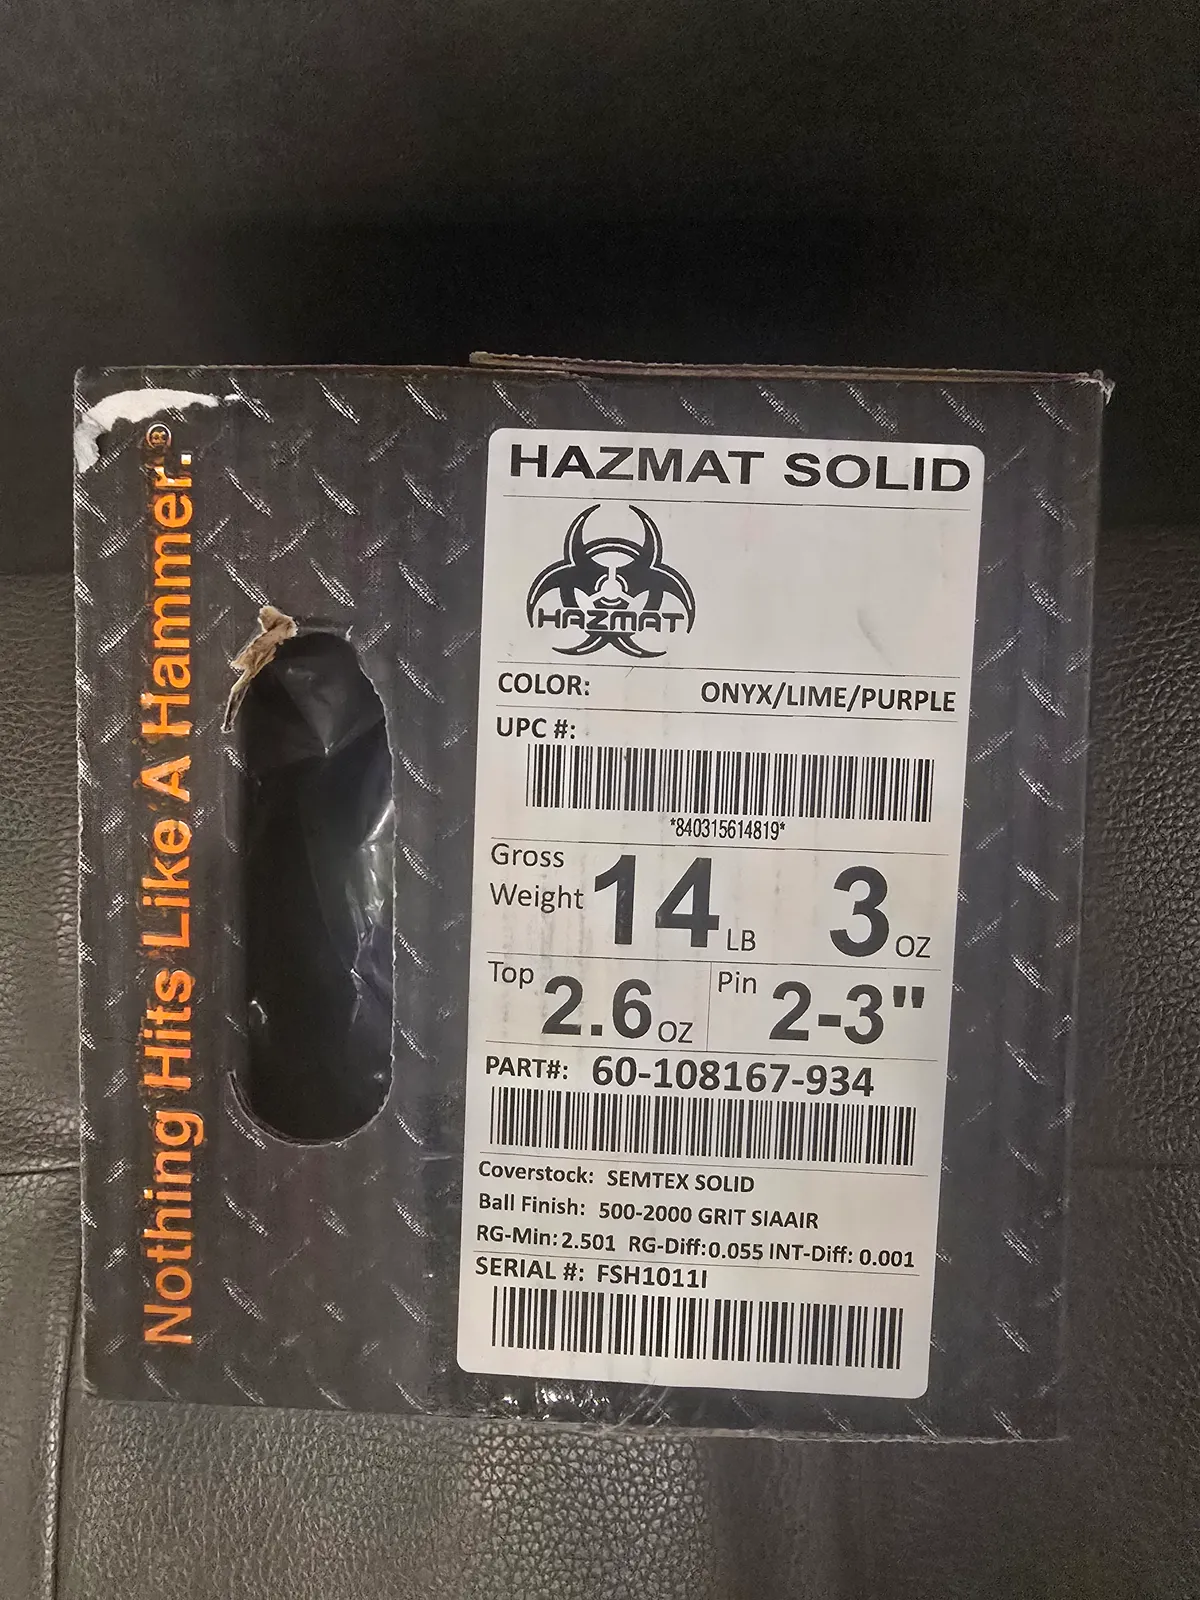 Nothing Hits Like A Hammer.®
HAZMAT SOLID
HAZMAT
COLOR: ONYX/LIME/PURPLE
UPC #:
*840315614819*
Gross Weight 14 LB 3 OZ
Top 2.6 OZ Pin 2-3"
PART#: 60-108167-934
Coverstock: SEMTEX SOLID
Ball Finish: 500-2000 GRIT SIAAIR
RG-Min: 2.501 RG-Diff: 0.055 INT-Diff: 0.001
SERIAL #: FSH1011I